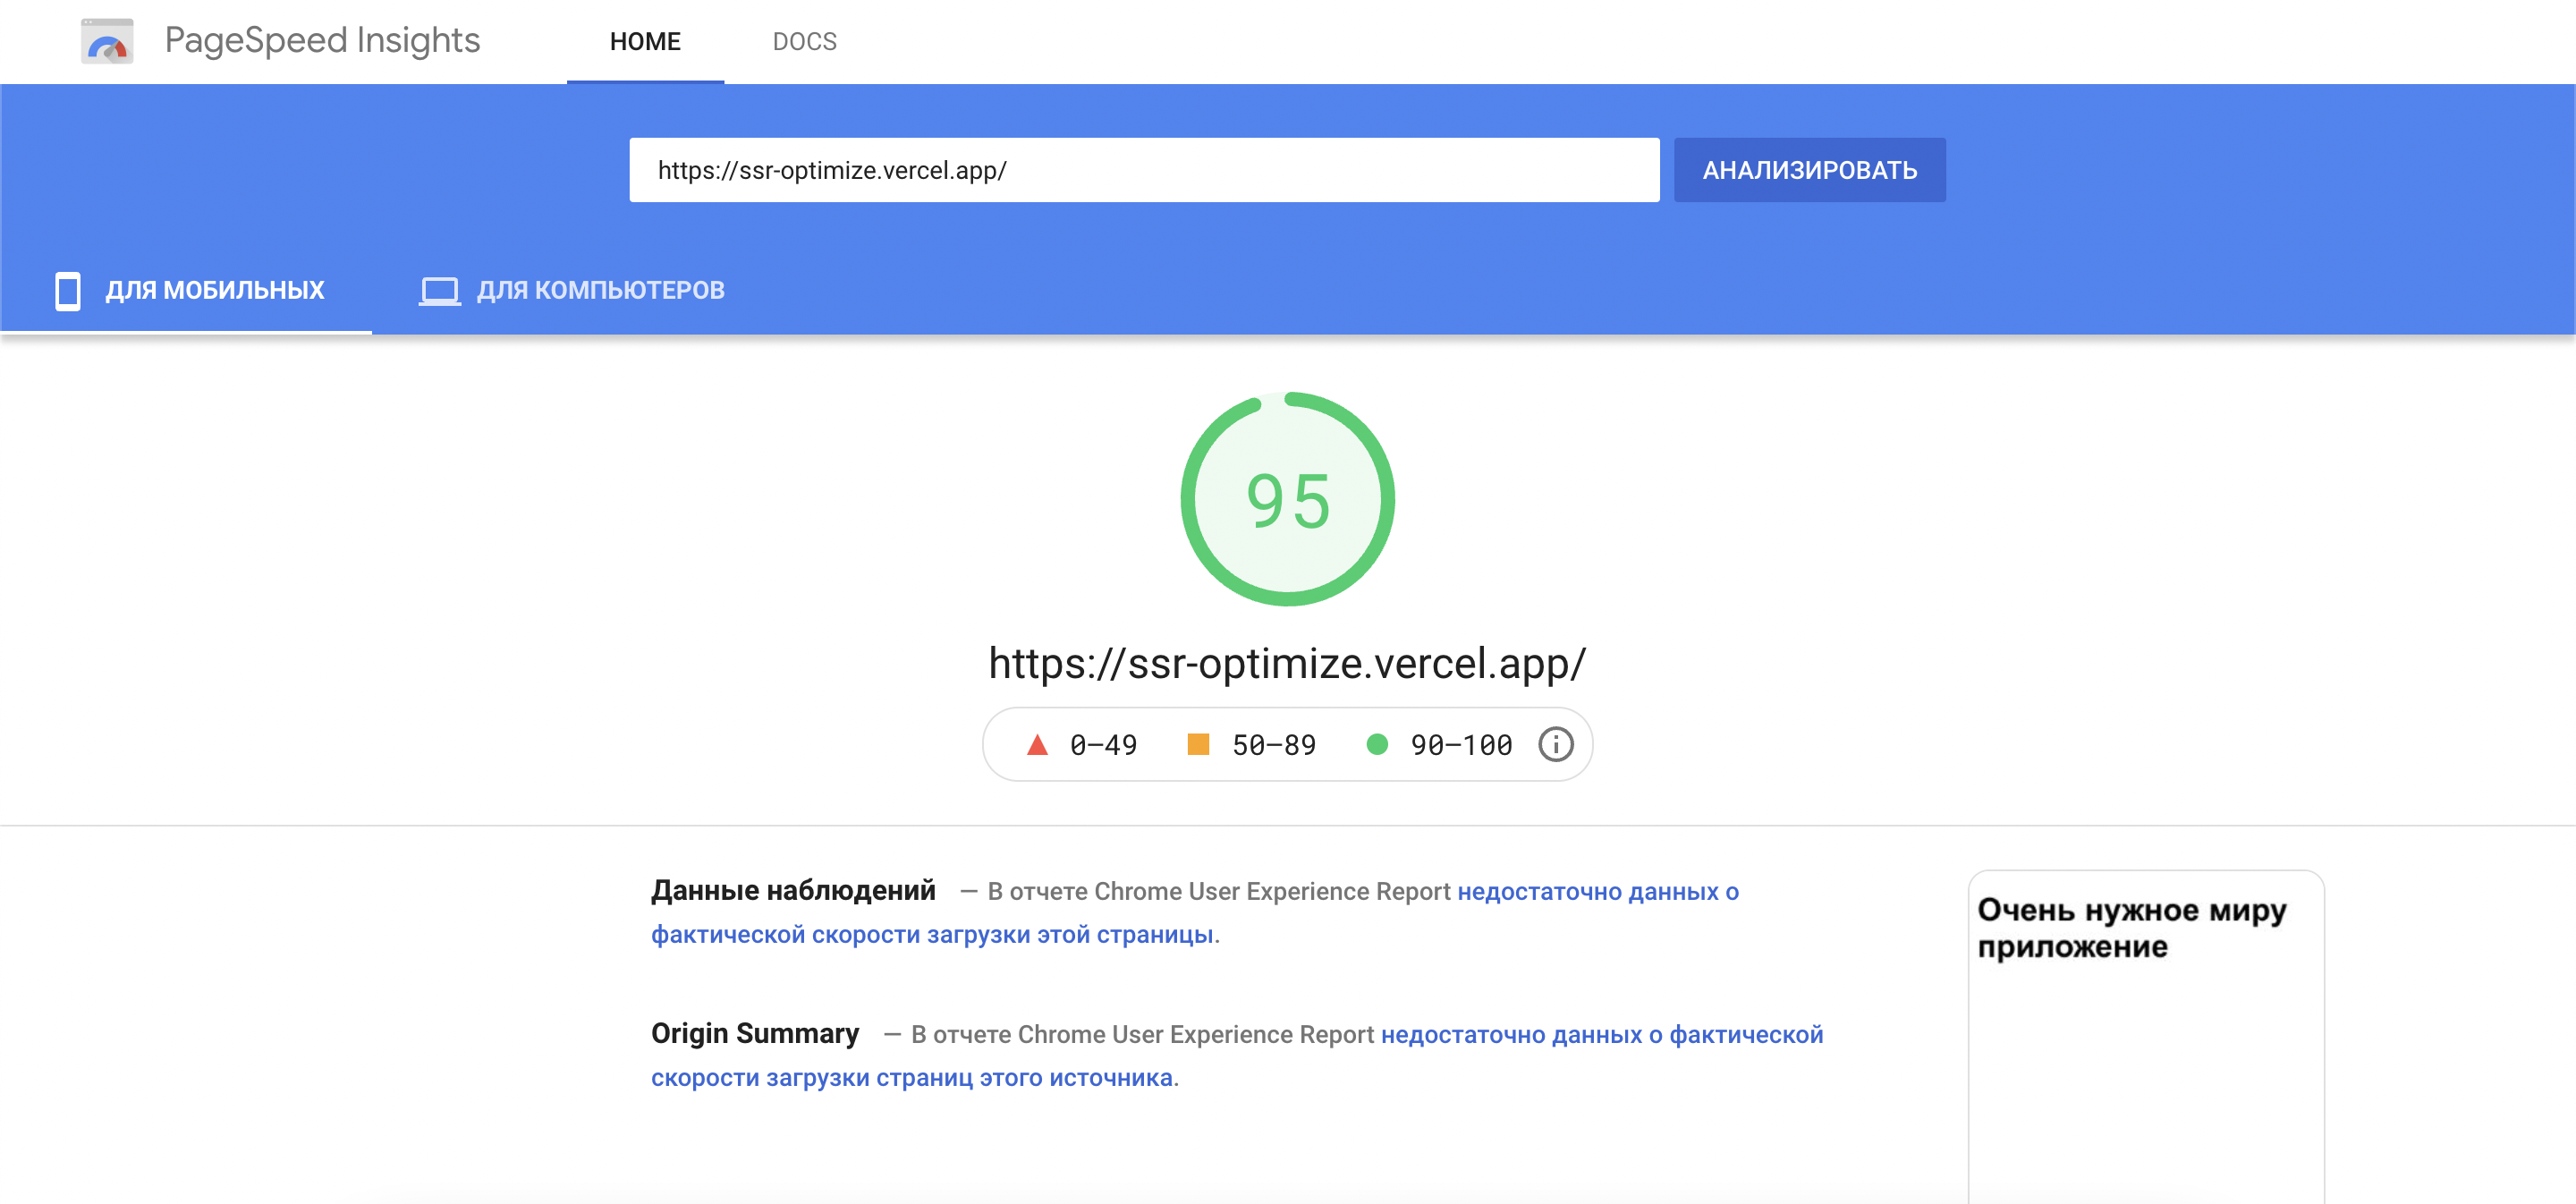 PageSpeed Insights
HOME
DOCS
https://ssr-optimize.vercel.app/
АНАЛИЗИРОВАТЬ
ДЛЯ МОБИЛЬНЫХ
ДЛЯ КОМПЬЮТЕРОВ
95
https://ssr-optimize.vercel.app/
0–49
50–89
90–100
Данные наблюдений — В отчете Chrome User Experience Report недостаточно данных о
фактической скорости загрузки этой страницы.
Origin Summary — В отчете Chrome User Experience Report недостаточно данных о фактической
скорости загрузки страниц этого источника.
Очень нужное миру
приложение